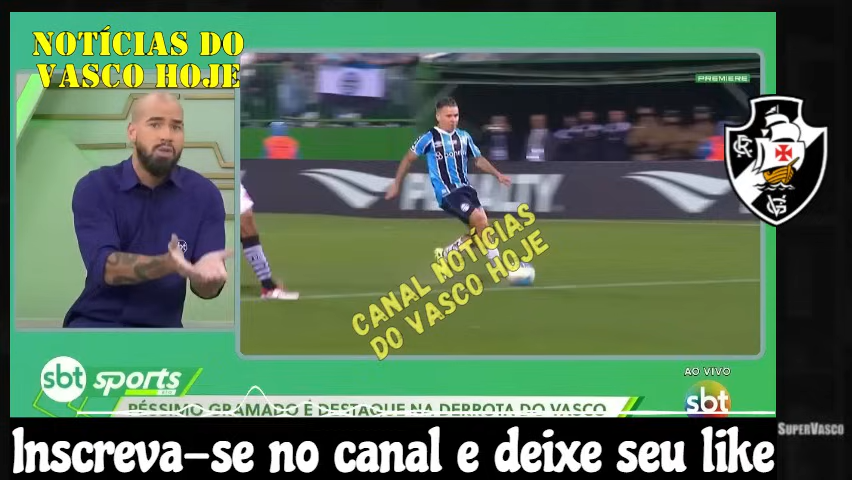 NOTÍCIAS DO
VASCO HOJE
PREMIERE
PENALTY
CANAL NOTÍCIAS
DO VASCO HOJE
sbt sports
AO VIVO
sbt
PÉSSIMO GRAMADO É DESTAQUE NA DERROTA DO VASCO
SUPERVASCO
Inscreva-se no canal e deixe seu like